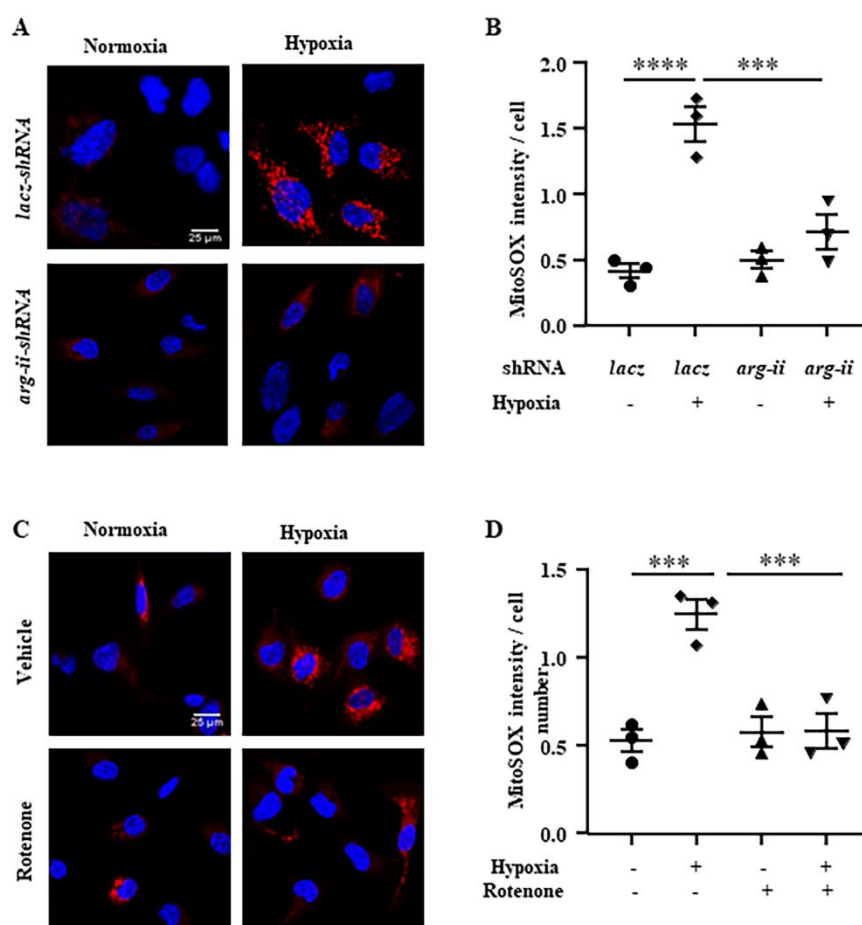 A
Normoxia
Hypoxia
lacz-shRNA
25 µm
arg-ii-shRNA
B
**** ***
MitoSOX intensity / cell
2.0
1.5
1.0
0.5
0.0
shRNA lacz lacz arg-ii arg-ii
Hypoxia - + - +
C
Normoxia
Hypoxia
Vehicle
25 µm
Rotenone
D
*** ***
MitoSOX intensity / cell
number
1.5
1.0
0.5
0.0
Hypoxia - + - +
Rotenone - - + +